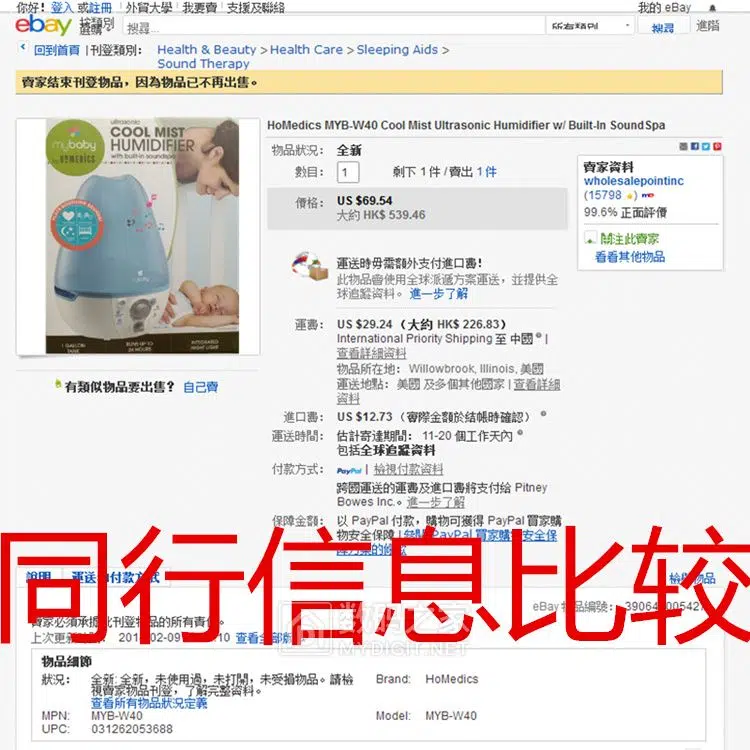 你好! 登入 或註冊 | 外貿大學 | 我要賣 | 支援及聯絡
我的 eBay
ebay
按類別
選購
搜尋...
所有類別
搜尋
進階
回到首頁 | 刊登類別:
Health & Beauty > Health Care > Sleeping Aids >
Sound Therapy
賣家結束刊登物品，因為物品已不再出售。
HoMedics MYB-W40 Cool Mist Ultrasonic Humidifier w/ Built-In SoundSpa
ultrasonic
COOL MIST
HUMIDIFIER
with built-in soundspa
mybaby
by HOMEDICS
1 GALLON
TANK
RUNS UP TO
24 HOURS
INTEGRATED
NIGHT LIGHT
有類似物品要出售? 自己賣
物品狀況: 全新
數目: 1 剩下 1 件 / 賣出 1 件
價格: US $69.54
大約 HK$ 539.46
運送時毋需額外支付進口費!
此物品會使用全球派遞方案運送，並提供全
球追蹤資料。 進一步了解
運費: US $29.24 (大約 HK$ 226.83)
International Priority Shipping 至 中國 |
查看詳細資料
物品所在地: Willowbrook, Illinois, 美國
運送地點: 美國 及多個其他國家 | 查看詳細
資料
進口費: US $12.73 (實際金額於結帳時確認)
運送時間: 估計寄達期間: 11-20 個工作天內
包括全球追蹤資料
付款方式: PayPal | 檢視付款資料
跨國運送的運費及進口費將支付給 Pitney
Bowes Inc.。 進一步了解
保障金額: 以 PayPal 付款，購物可獲得 PayPal 買家購
物安全保障 | 參閱 PayPal 買家購物安全保
障方案的條款
賣家資料
wholesalepointinc
(15798 ) me
99.6% 正面評價
關注此賣家
看看其他物品
同行信息比较
說明
運送和付款方式
檢舉物品
eBay 物品編號:
賣家必須承擔此刊登物品的所有責任。
上次更新
查看全部
数码之家
MYDIGIT.NET
物品細節
狀況: 全新: 全新，未使用過，未打開，未受損物品。請檢
視賣家物品刊登，了解完整資料。
查看所有物品狀況定義
Brand: HoMedics
MPN: MYB-W40
Model: MYB-W40
UPC: 031262053688